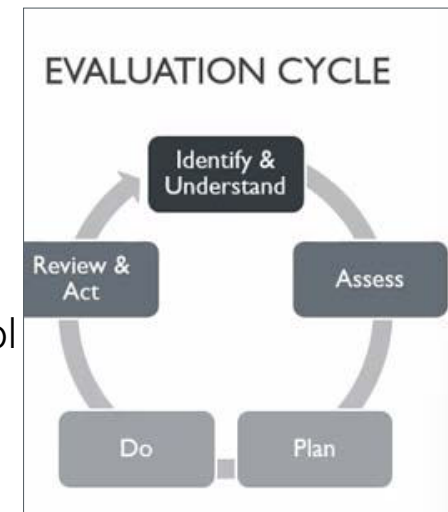 EVALUATION CYCLE
Identify &
Understand
Assess
Plan
Do
Review &
Act